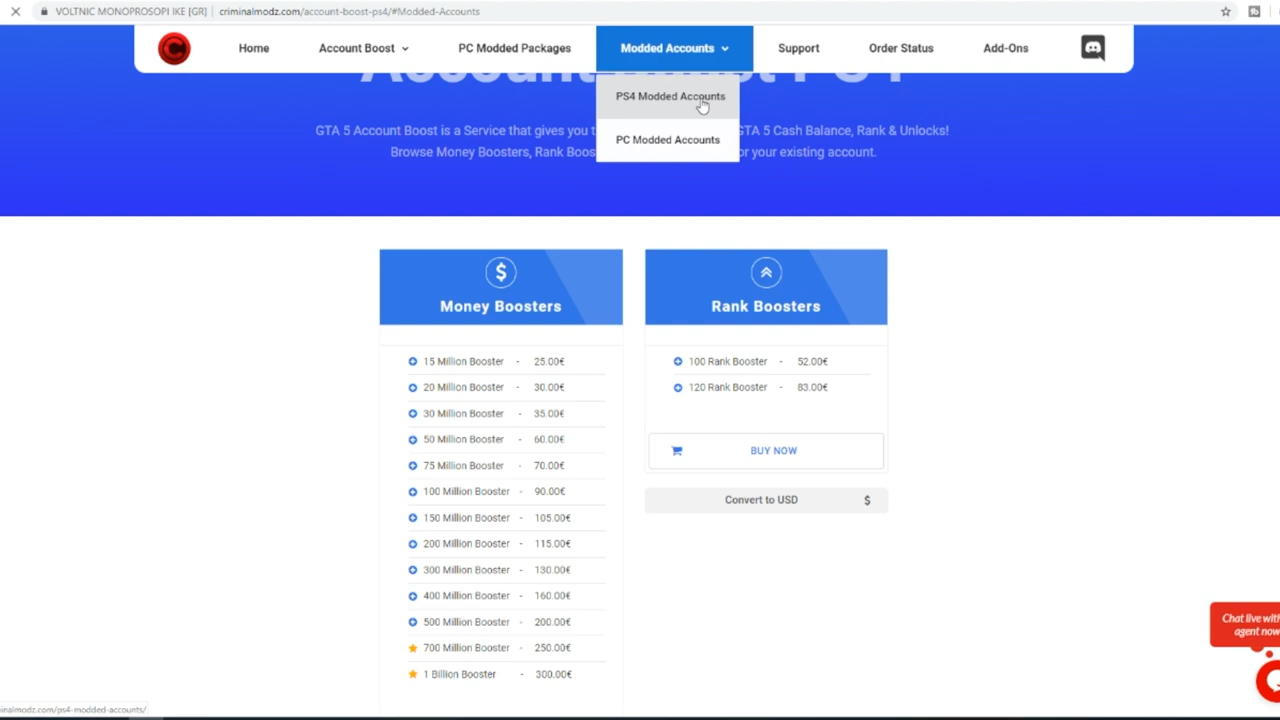 VOLTNIC MONOPROSOPI IKE [GR] criminalmodz.com/account-boost-ps4/#Modded-Accounts
Home Account Boost PC Modded Packages Modded Accounts Support Order Status Add-Ons
Account Boost PS4
PS4 Modded Accounts
PC Modded Accounts
GTA 5 Account Boost is a Service that gives you t GTA 5 Cash Balance, Rank & Unlocks!
Browse Money Boosters, Rank Boos or your existing account.
$
Money Boosters
15 Million Booster - 25.00€
20 Million Booster - 30.00€
30 Million Booster - 35.00€
50 Million Booster - 60.00€
75 Million Booster - 70.00€
100 Million Booster - 90.00€
150 Million Booster - 105.00€
200 Million Booster - 115.00€
300 Million Booster - 130.00€
400 Million Booster - 160.00€
500 Million Booster - 200.00€
700 Million Booster - 250.00€
1 Billion Booster - 300.00€
Rank Boosters
100 Rank Booster - 52.00€
120 Rank Booster - 83.00€
BUY NOW
Convert to USD $
Chat live with
agent now
inalmodz.com/ps4-modded-accounts/